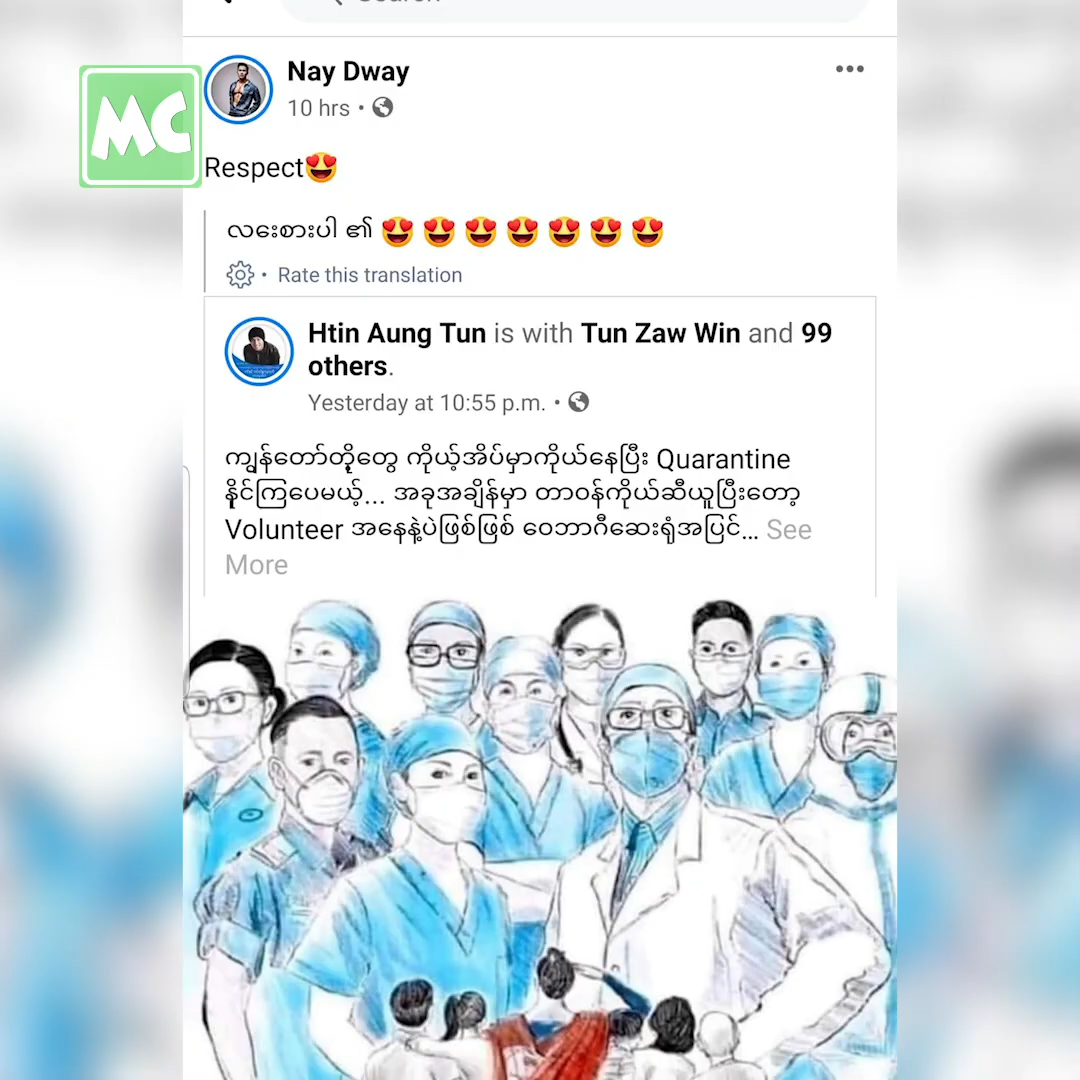 MC
Nay Dway
10 hrs •
Respect😍
လေးစားပါ ၏ 😍 😍 😍 😍 😍 😍 😍
• Rate this translation
Htin Aung Tun is with Tun Zaw Win and 99
others.
Yesterday at 10:55 p.m. •
ကျွန်တော်တို့တွေ ကိုယ့်အိပ်မှာကိုယ်နေပြီး Quarantine
နိုင်ကြပေမယ့်... အခုအချိန်မှာ တာဝန်ကိုယ်ဆီယူပြီးတော့
Volunteer အနေနဲ့ပဲဖြစ်ဖြစ် ဝေဘာဂီဆေးရုံအပြင်... See
More